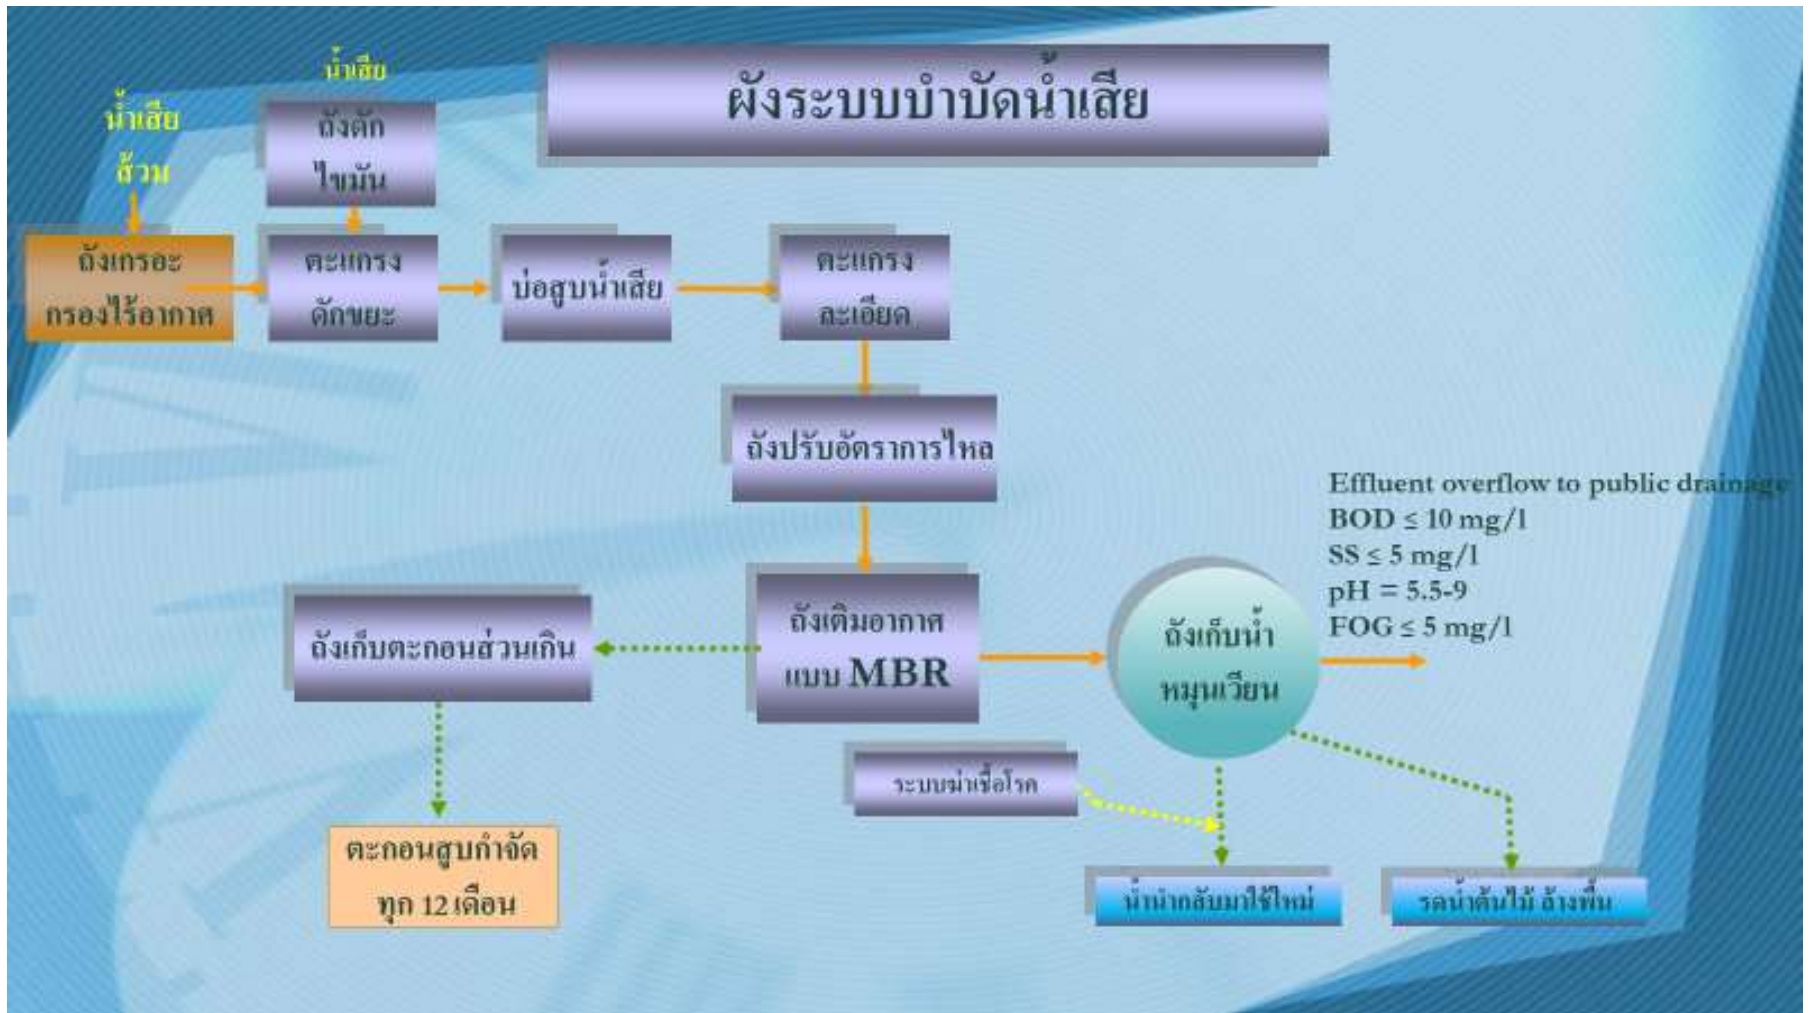 ผังระบบบำบัดน้ำเสีย
น้ำเสีย
ส้วม
น้ำเสีย
ถังดัก
ไขมัน
ถังเกรอะ
กรองไร้อากาศ
ตะแกรง
ดักขยะ
บ่อสูบน้ำเสีย
ตะแกรง
ละเอียด
ถังปรับอัตราการไหล
Effluent overflow to public drainage
BOD ≤ 10 mg/l
SS ≤ 5 mg/l
pH = 5.5-9
FOG ≤ 5 mg/l
ถังเก็บตะกอนส่วนเกิน
ถังเติมอากาศ
แบบ MBR
ถังเก็บน้ำ
หมุนเวียน
ระบบฆ่าเชื้อโรค
ตะกอนสูบกำจัด
ทุก 12 เดือน
น้ำนำกลับมาใช้ใหม่
รดน้ำต้นไม้ ล้างพื้น